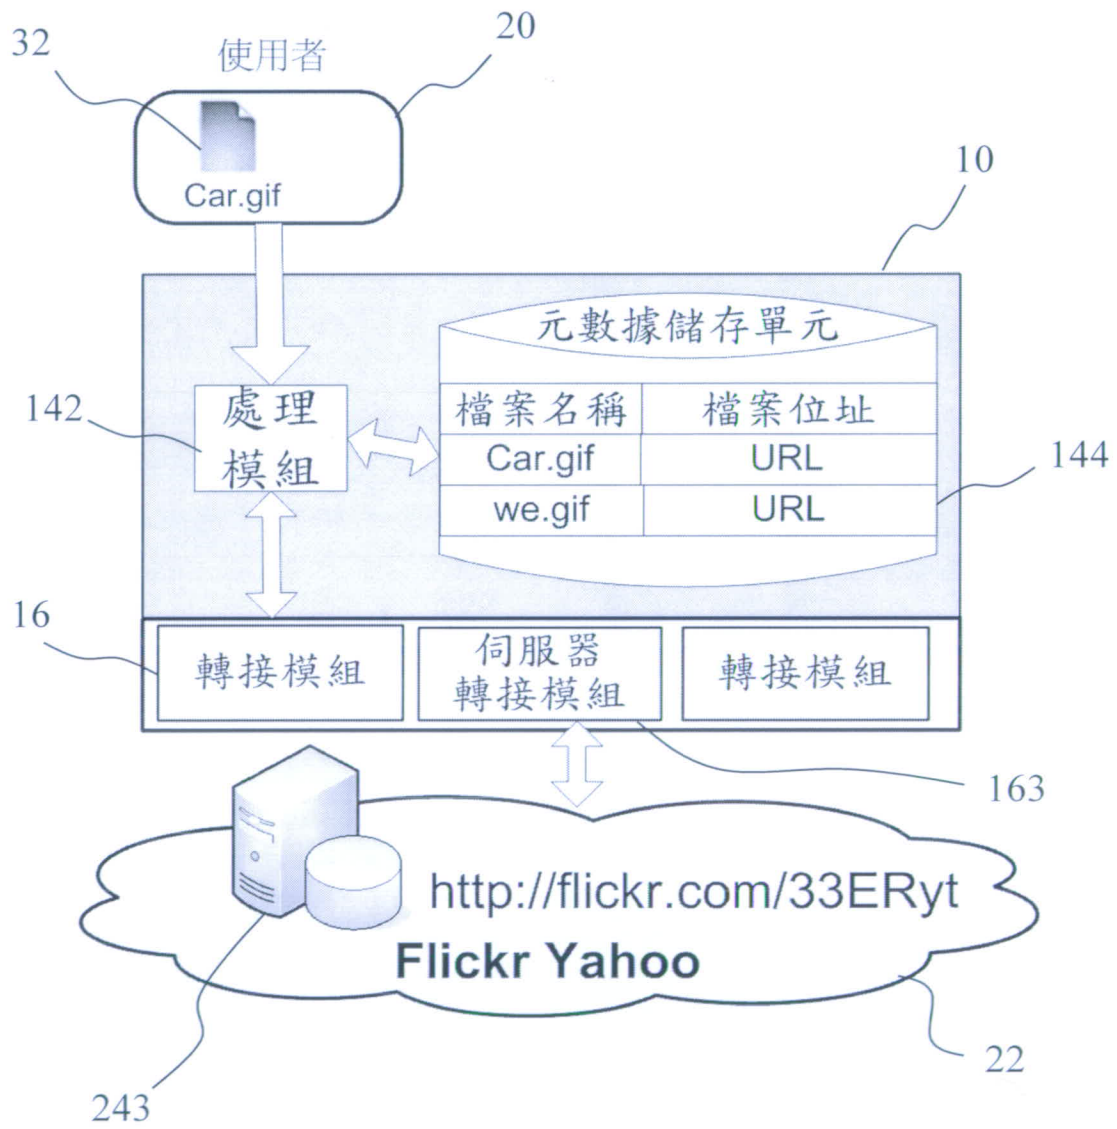 32
使用者
20
Car.gif
10
元數據儲存單元
142
處理
模組
檔案名稱 檔案位址
Car.gif URL
we.gif URL
144
16
轉接模組
伺服器
轉接模組
轉接模組
163
http://flickr.com/33ERyt
Flickr Yahoo
22
243